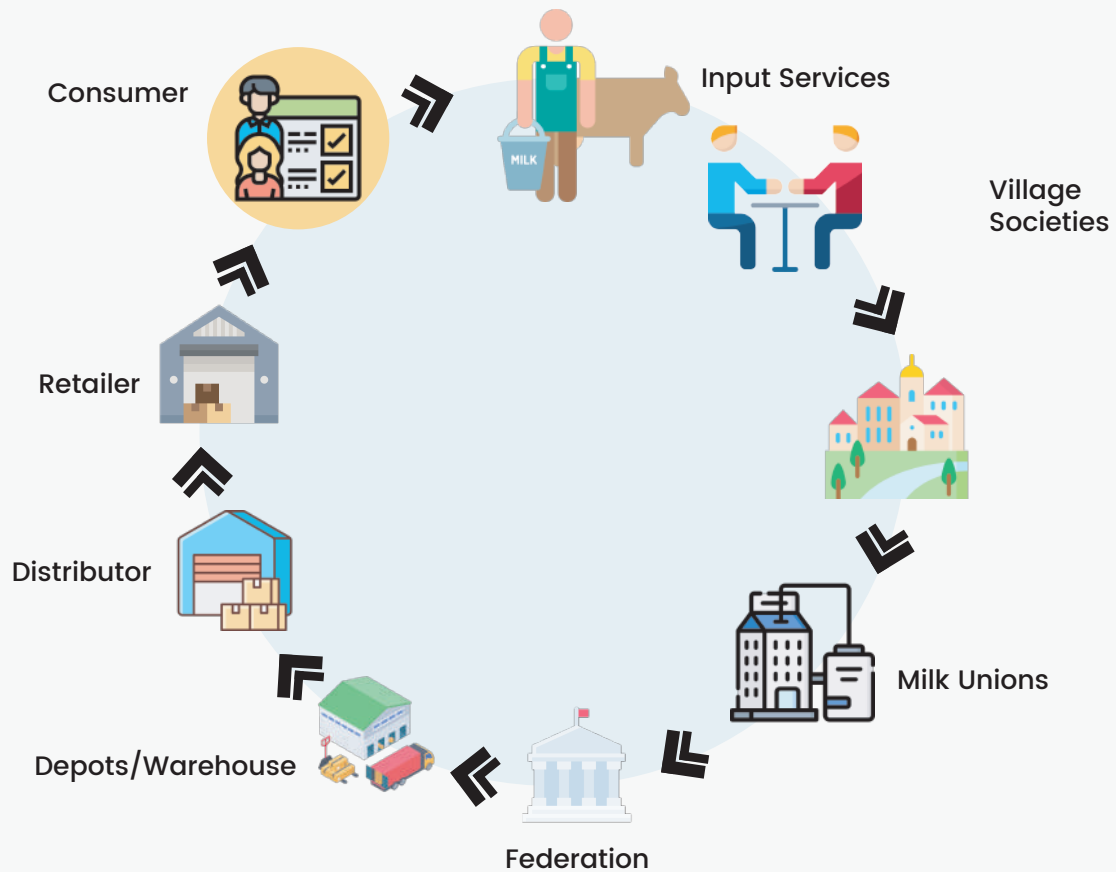 Consumer
Input Services
MILK
Village
Societies
Retailer
Distributor
Milk Unions
Depots/Warehouse
Federation